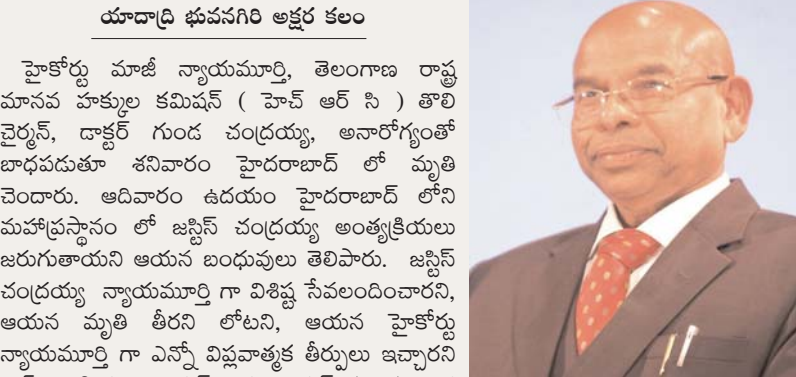 యాదాద్రి భువనగిరి అక్షర కలం
హైకోర్టు మాజీ న్యాయమూర్తి, తెలంగాణ రాష్ట్ర
మానవ హక్కుల కమిషన్ ( హెచ్ ఆర్ సి ) తొలి
చైర్మన్, డాక్టర్ గుండ చంద్రయ్య, అనారోగ్యంతో
బాధపడుతూ శనివారం హైదరాబాద్ లో మృతి
చెందారు. ఆదివారం ఉదయం హైదరాబాద్ లోని
మహాప్రస్థానం లో జస్టిస్ చంద్రయ్య అంత్యక్రియలు
జరుగుతాయని ఆయన బంధువులు తెలిపారు. జస్టిస్
చంద్రయ్య న్యాయమూర్తి గా విశిష్ట సేవలందించారని,
ఆయన మృతి తీరని లోటని, ఆయన హైకోర్టు
న్యాయమూర్తి గా ఎన్నో విప్లవాత్మక తీర్పులు ఇచ్చారని